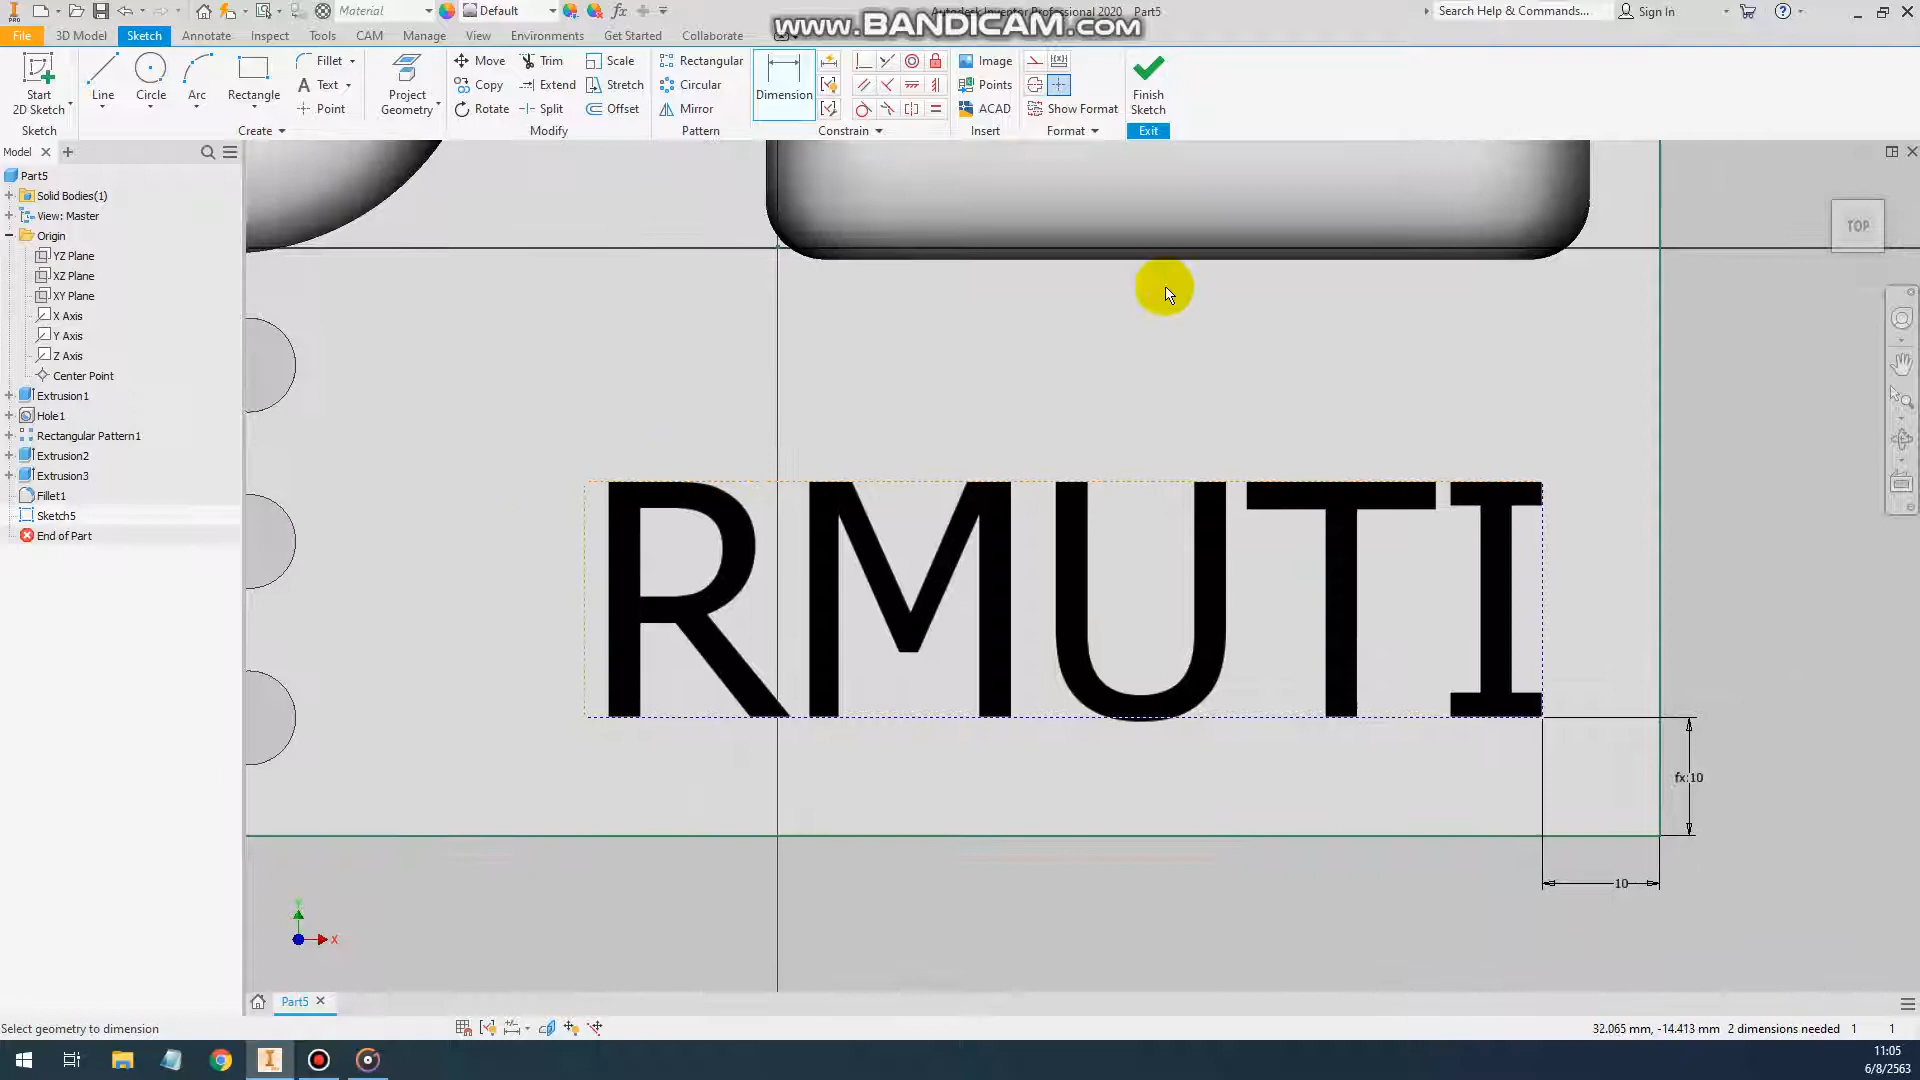 Material
Default
Autodesk Inventor Professional 2020 Part5
www.BANDICAM.com
Search Help & Commands...
Sign In
File
3D Model
Sketch
Annotate
Inspect
Tools
CAM
Manage
View
Environments
Get Started
Collaborate
Start
2D Sketch
Line
Circle
Arc
Rectangle
Fillet
Text
Point
Project
Geometry
Move
Copy
Rotate
Trim
Extend
Split
Scale
Stretch
Offset
Rectangular
Circular
Mirror
Dimension
Image
Points
ACAD
Show Format
Finish
Sketch
Sketch
Create
Modify
Pattern
Constrain
Insert
Format
Exit
Model
Part5
Solid Bodies(1)
View: Master
Origin
YZ Plane
XZ Plane
XY Plane
X Axis
Y Axis
Z Axis
Center Point
Extrusion1
Hole1
Rectangular Pattern1
Extrusion2
Extrusion3
Fillet1
Sketch5
End of Part
TOP
RMUTI
fx:10
10
Y
X
Part5
Select geometry to dimension
32.065 mm, -14.413 mm 2 dimensions needed 1 1
11:05
6/8/2563